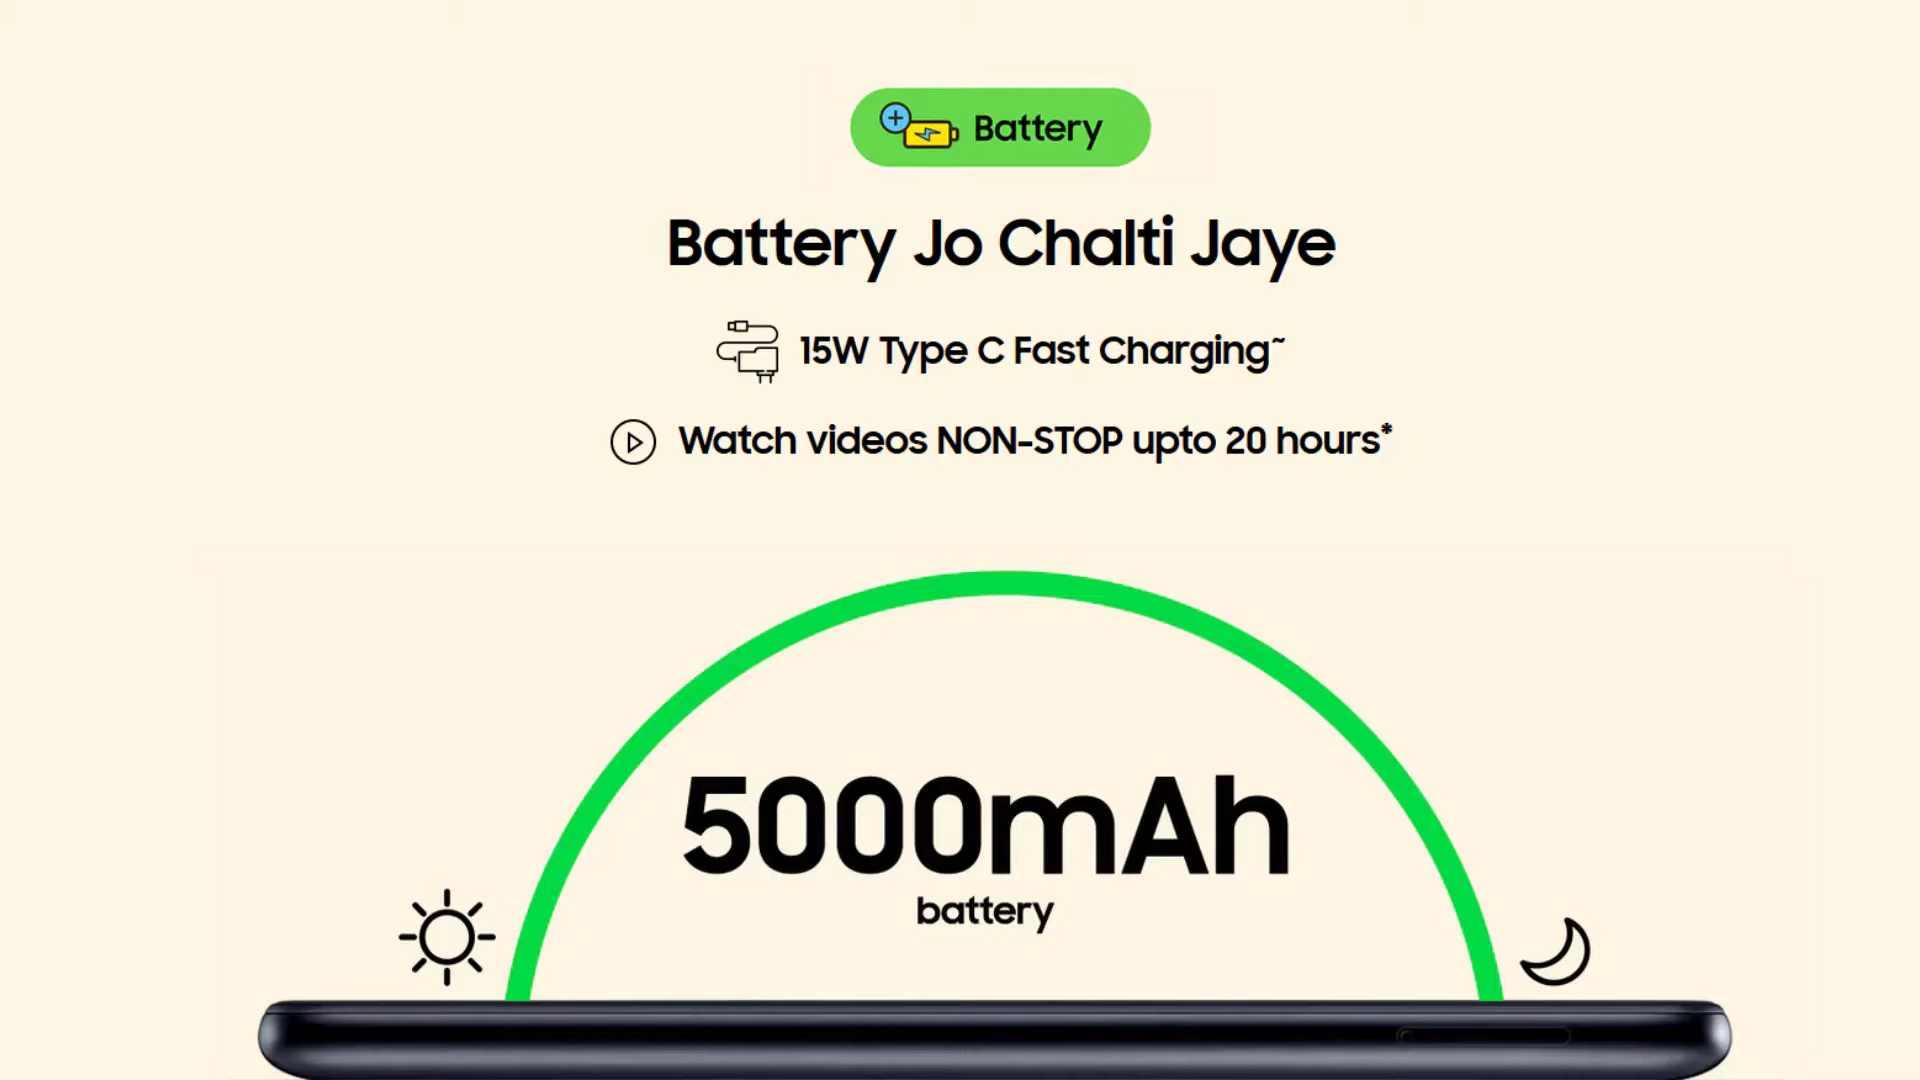 Battery
Battery Jo Chalti Jaye
15W Type C Fast Charging~
Watch videos NON-STOP upto 20 hours*
5000mAh
battery